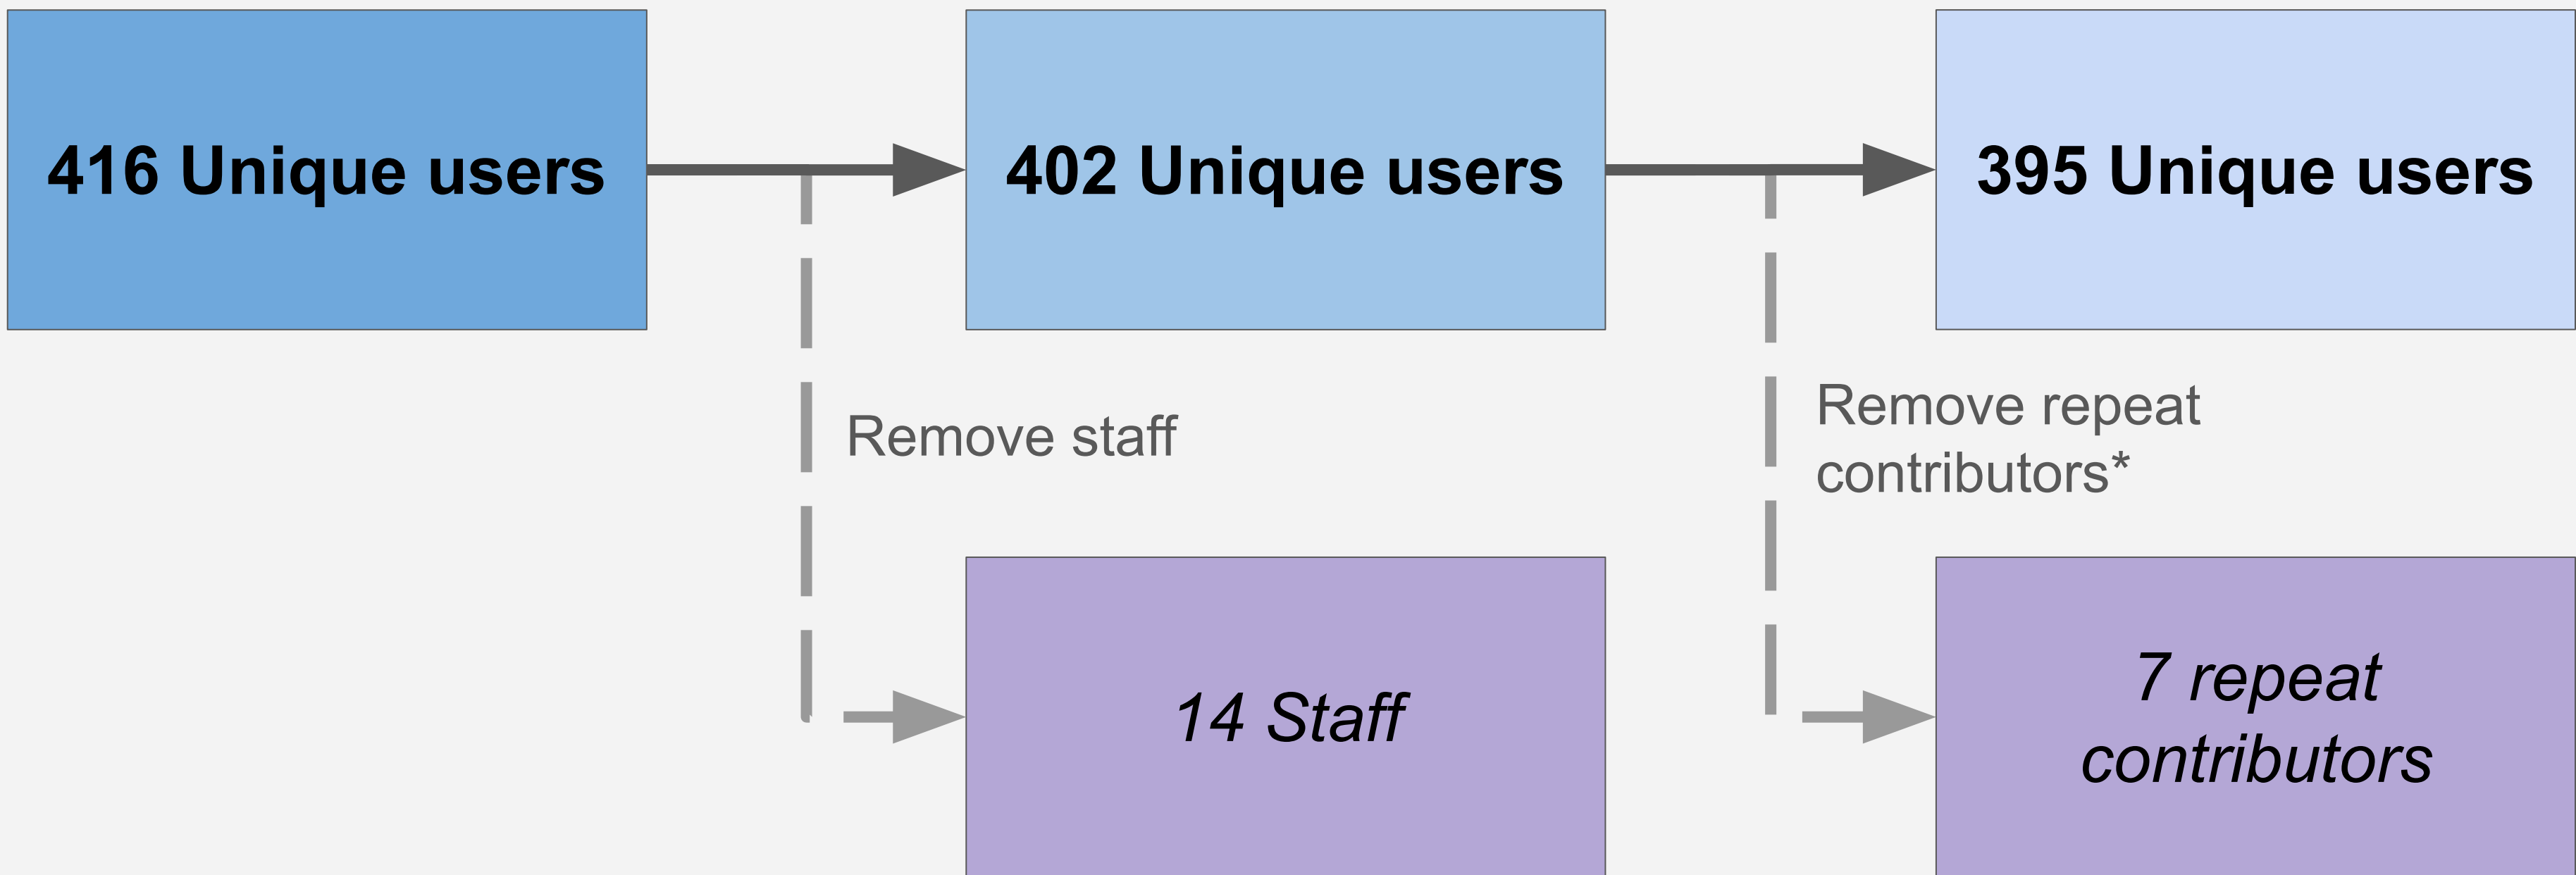 416 Unique users
402 Unique users
395 Unique users
Remove staff
Remove repeat
contributors*
14 Staff
7 repeat
contributors